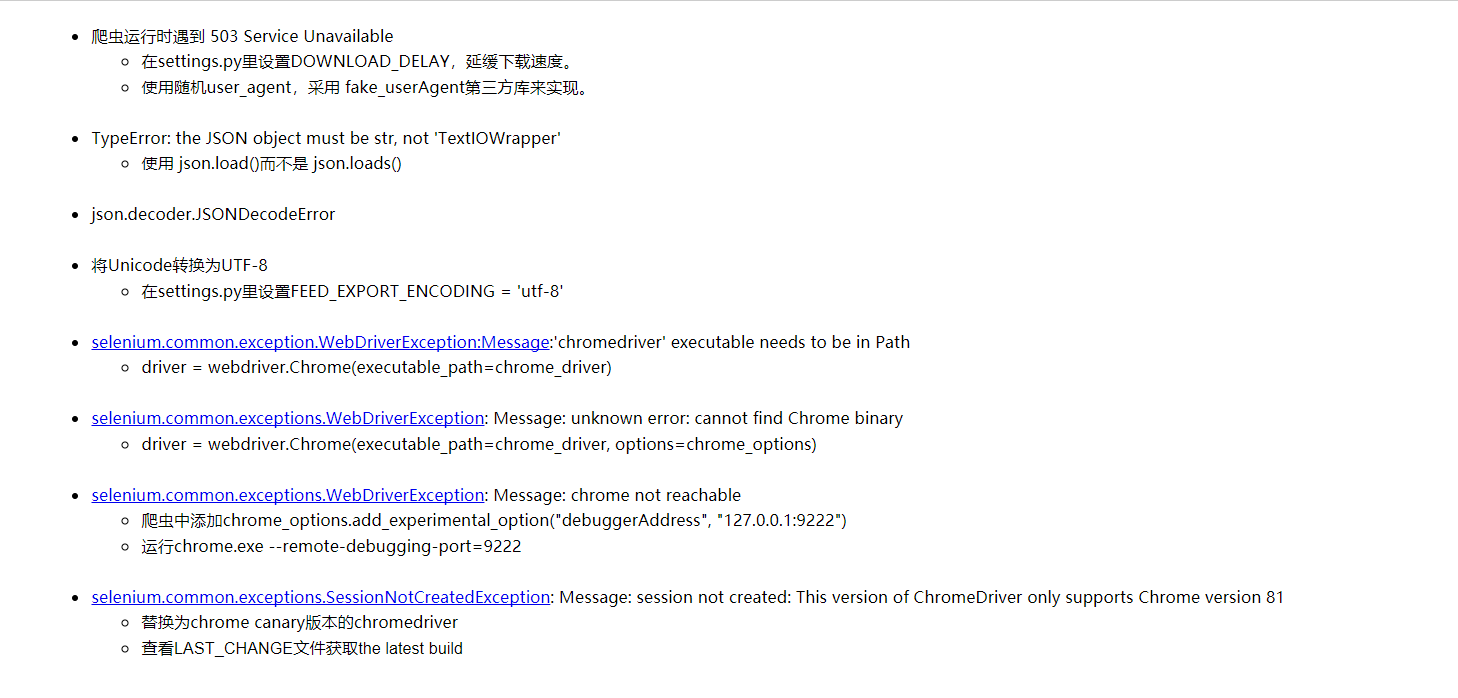 爬虫运行时遇到 503 Service Unavailable
在settings.py里设置DOWNLOAD_DELAY，延缓下载速度。
使用随机user_agent，采用 fake_userAgent第三方库来实现。
TypeError: the JSON object must be str, not 'TextIOWrapper'
使用 json.load()而不是 json.loads()
json.decoder.JSONDecodeError
将Unicode转换为UTF-8
在settings.py里设置FEED_EXPORT_ENCODING = 'utf-8'
selenium.common.exception.WebDriverException:Message:'chromedriver' executable needs to be in Path
driver = webdriver.Chrome(executable_path=chrome_driver)
selenium.common.exceptions.WebDriverException: Message: unknown error: cannot find Chrome binary
driver = webdriver.Chrome(executable_path=chrome_driver, options=chrome_options)
selenium.common.exceptions.WebDriverException: Message: chrome not reachable
爬虫中添加chrome_options.add_experimental_option("debuggerAddress", "127.0.0.1:9222")
运行chrome.exe --remote-debugging-port=9222
selenium.common.exceptions.SessionNotCreatedException: Message: session not created: This version of ChromeDriver only supports Chrome version 81
替换为chrome canary版本的chromedriver
查看LAST_CHANGE文件获取the latest build